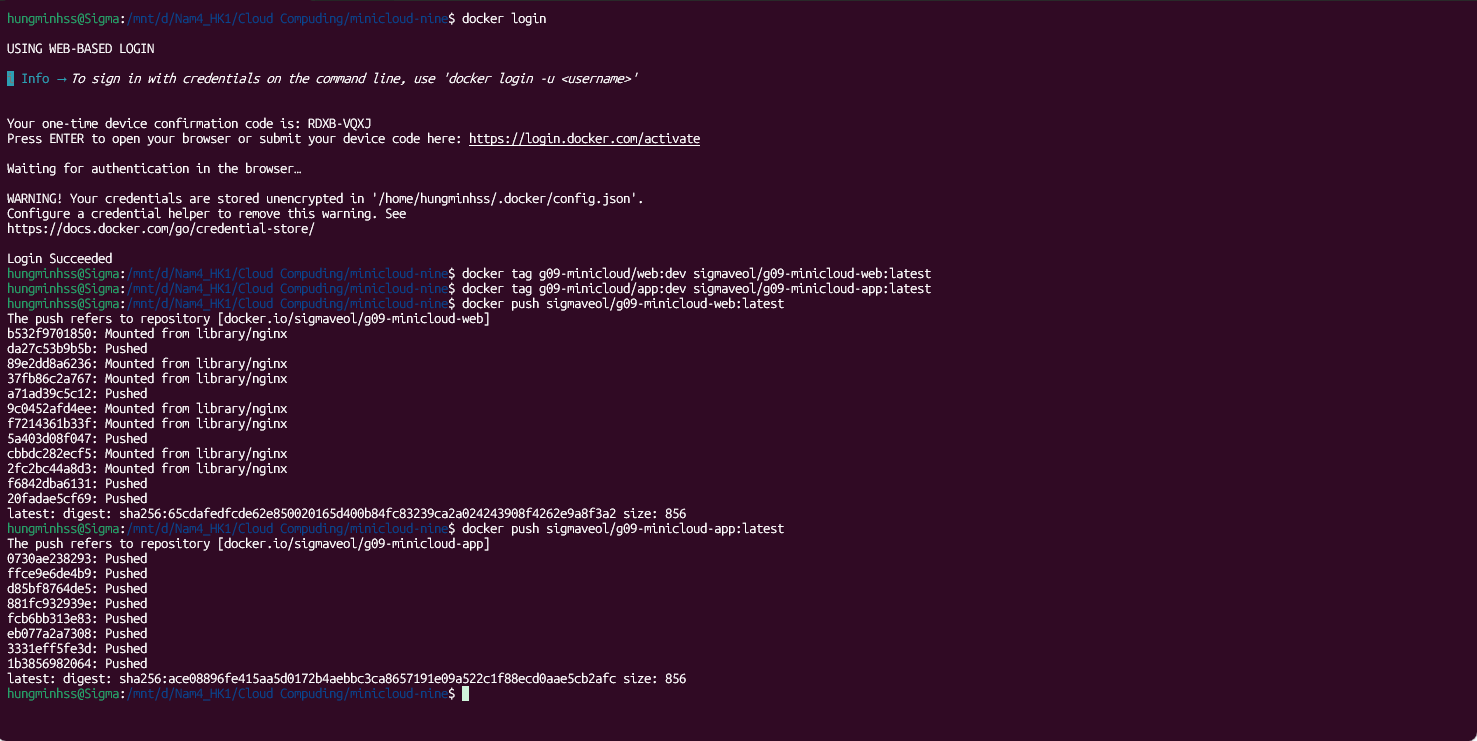 hungminhss@Sigma:/mnt/d/Nam4_HK1/Cloud Compuding/minicloud-nine$ docker login
USING WEB-BASED LOGIN
Info → To sign in with credentials on the command line, use 'docker login -u <username>'
Your one-time device confirmation code is: RDXB-VQXJ
Press ENTER to open your browser or submit your device code here: https://login.docker.com/activate
Waiting for authentication in the browser…
WARNING! Your credentials are stored unencrypted in '/home/hungminhss/.docker/config.json'.
Configure a credential helper to remove this warning. See
https://docs.docker.com/go/credential-store/
Login Succeeded
hungminhss@Sigma:/mnt/d/Nam4_HK1/Cloud Compuding/minicloud-nine$ docker tag g09-minicloud/web:dev sigmaveol/g09-minicloud-web:latest
hungminhss@Sigma:/mnt/d/Nam4_HK1/Cloud Compuding/minicloud-nine$ docker tag g09-minicloud/app:dev sigmaveol/g09-minicloud-app:latest
hungminhss@Sigma:/mnt/d/Nam4_HK1/Cloud Compuding/minicloud-nine$ docker push sigmaveol/g09-minicloud-web:latest
The push refers to repository [docker.io/sigmaveol/g09-minicloud-web]
b532f9701850: Mounted from library/nginx
da27c53b9b5b: Pushed
89e2dd8a6236: Mounted from library/nginx
37fb86c2a767: Mounted from library/nginx
a71ad39c5c12: Pushed
9c0452afd4ee: Mounted from library/nginx
f7214361b33f: Mounted from library/nginx
5a403d08f047: Pushed
cbbdc282ecf5: Mounted from library/nginx
2fc2bc44a8d3: Mounted from library/nginx
f6842dba6131: Pushed
20fadae5cf69: Pushed
latest: digest: sha256:65cdafedfcde62e850020165d400b84fc83239ca2a024243908f4262e9a8f3a2 size: 856
hungminhss@Sigma:/mnt/d/Nam4_HK1/Cloud Compuding/minicloud-nine$ docker push sigmaveol/g09-minicloud-app:latest
The push refers to repository [docker.io/sigmaveol/g09-minicloud-app]
0730ae238293: Pushed
ffce9e6de4b9: Pushed
d85bf8764de5: Pushed
881fc932939e: Pushed
fcb6bb313e83: Pushed
eb077a2a7308: Pushed
3331eff5fe3d: Pushed
1b3856982064: Pushed
latest: digest: sha256:ace08896fe415aa5d0172b4aebbc3ca8657191e09a522c1f88ecd0aae5cb2afc size: 856
hungminhss@Sigma:/mnt/d/Nam4_HK1/Cloud Compuding/minicloud-nine$